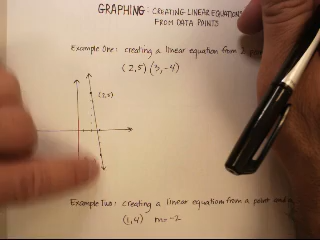 GRAPHING: CREATING LINEAR EQUATIONS
FROM DATA POINTS
Example One: creating a linear equation from 2
(2,5) (3,-4)
(2,5)
Example Two: creating a linear equation from a point and
(1,4) m=-2